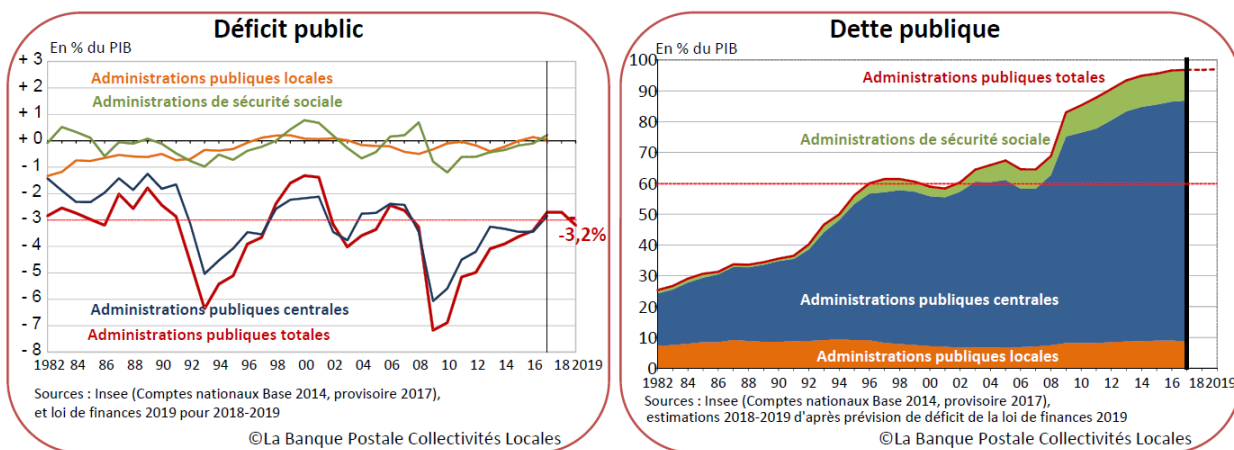 Déficit public
En % du PIB
+ 3
+ 2
+ 1
+ 0
- 1
- 2
- 3
- 4
- 5
- 6
- 7
- 8
Administrations publiques locales
Administrations de sécurité sociale
-3,2%
Administrations publiques centrales
Administrations publiques totales
1982 84 86 88 90 92 94 96 98 00 02 04 06 08 10 12 14 16 18 2019
Sources : Insee (Comptes nationaux Base 2014, provisoire 2017),
et loi de finances 2019 pour 2018-2019
©La Banque Postale Collectivités Locales
Dette publique
En % du PIB
100
90
80
70
60
50
40
30
20
10
0
Administrations publiques totales
Administrations de sécurité sociale
Administrations publiques centrales
Administrations publiques locales
1982 84 86 88 90 92 94 96 98 00 02 04 06 08 10 12 14 16 18 2019
Sources : Insee (Comptes nationaux Base 2014, provisoire 2017),
estimations 2018-2019 d'après prévision de déficit de la loi de finances 2019
©La Banque Postale Collectivités Locales